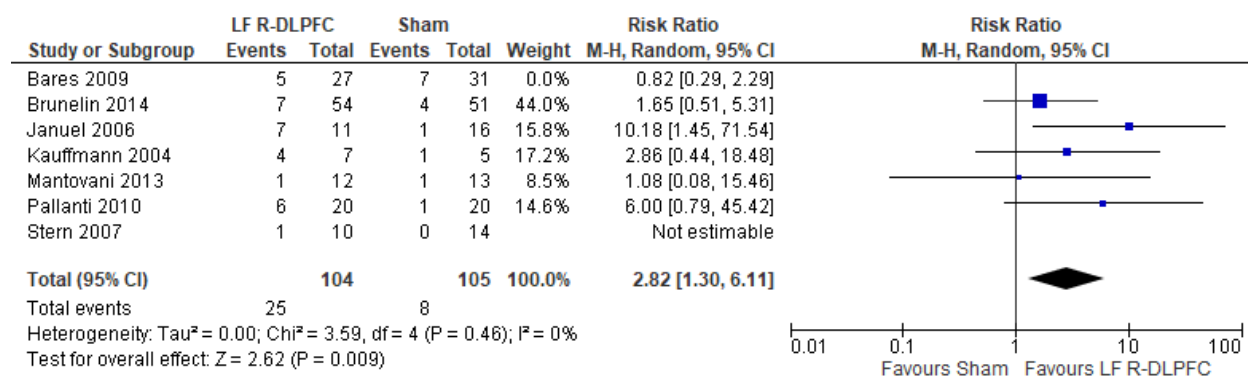 LF R-DLPFC Sham Risk Ratio Risk Ratio
Study or Subgroup Events Total Events Total Weight M-H, Random, 95% CI M-H, Random, 95% CI
Bares 2009 5 27 7 31 0.0% 0.82 [0.29, 2.29]
Brunelin 2014 7 54 4 51 44.0% 1.65 [0.51, 5.31]
Januel 2006 7 11 1 16 15.8% 10.18 [1.45, 71.54]
Kauffmann 2004 4 7 1 5 17.2% 2.86 [0.44, 18.48]
Mantovani 2013 1 12 1 13 8.5% 1.08 [0.08, 15.46]
Pallanti 2010 6 20 1 20 14.6% 6.00 [0.79, 45.42]
Stern 2007 1 10 0 14 Not estimable
Total (95% CI) 104 105 100.0% 2.82 [1.30, 6.11]
Total events 25 8
Heterogeneity: Tau² = 0.00; Chi² = 3.59, df = 4 (P = 0.46); I² = 0%
Test for overall effect: Z = 2.62 (P = 0.009)
0.01 0.1 1 10 100
Favours Sham Favours LF R-DLPFC